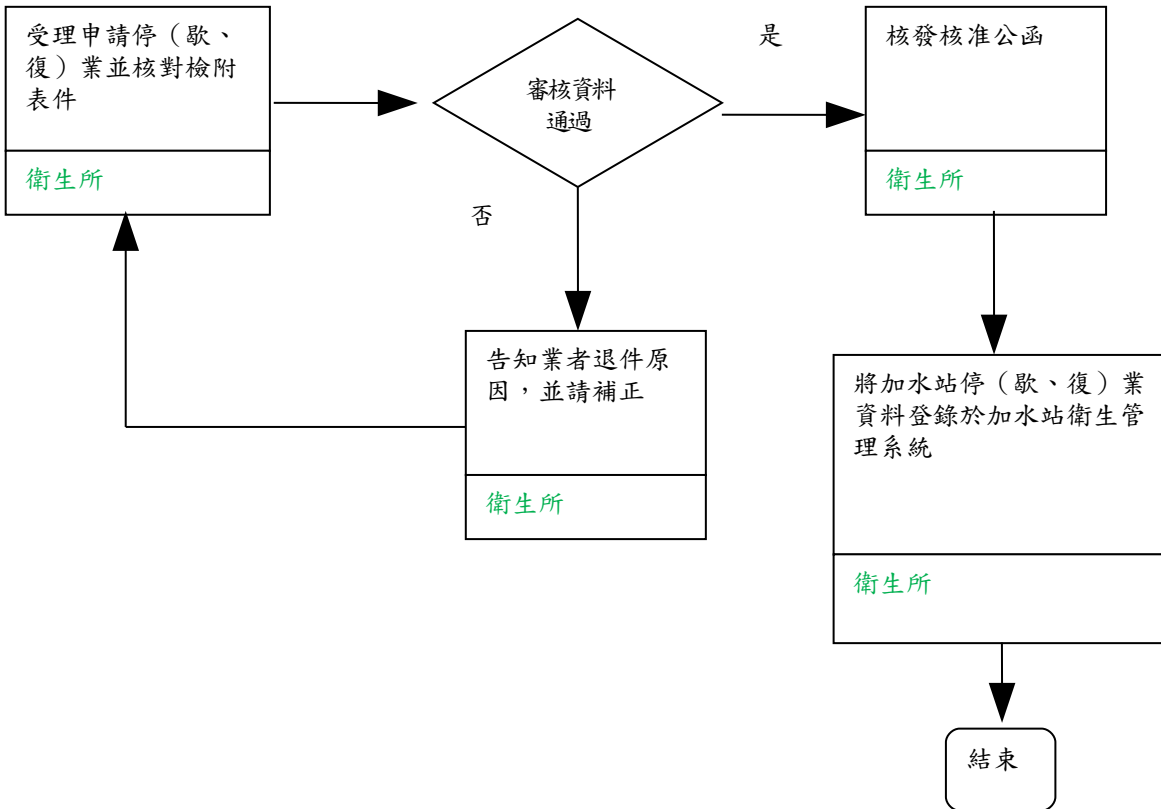 受理申請停（歇、
復）業並核對檢附
表件
衛生所
審核資料
通過
是
核發核准公函
衛生所
否
告知業者退件原
因，並請補正
衛生所
將加水站停（歇、復）業
資料登錄於加水站衛生管
理系統
衛生所
結束